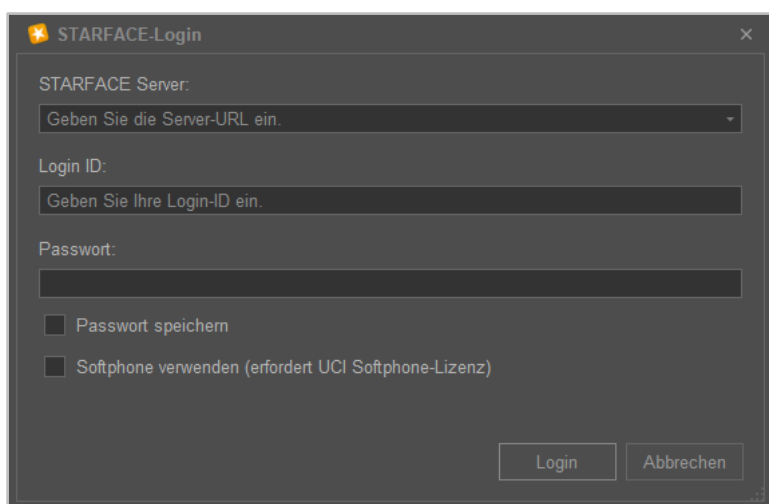 STARFACE-Login
STARFACE Server:
Geben Sie die Server-URL ein.
Login ID:
Geben Sie Ihre Login-ID ein.
Passwort:
Passwort speichern
Softphone verwenden (erfordert UCI Softphone-Lizenz)
Login Abbrechen